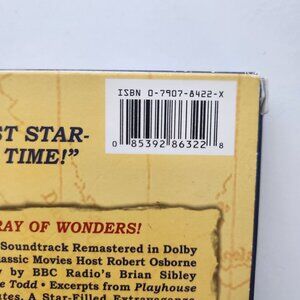 ISBN 0-7907-8422-X
0 85392 86322 8
ST STAR-
TIME!"
RAY OF WONDERS!
Soundtrack Remastered in Dolby
lassic Movies Host Robert Osborne
y by BBC Radio's Brian Sibley
e Todd • Excerpts from Playhouse
utes, A Star-Filled Extravaganza